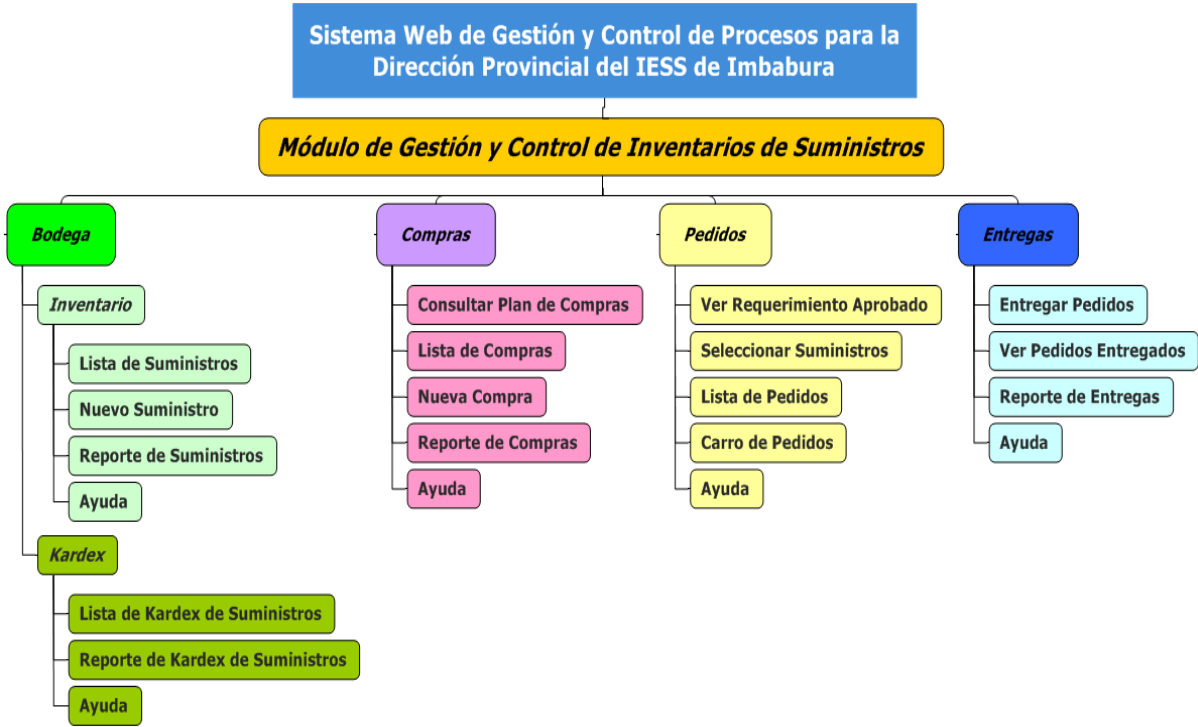 Sistema Web de Gestión y Control de Procesos para la
Dirección Provincial del IESS de Imbabura
Módulo de Gestión y Control de Inventarios de Suministros
Bodega
Inventario
Lista de Suministros
Nuevo Suministro
Reporte de Suministros
Ayuda
Kardex
Lista de Kardex de Suministros
Reporte de Kardex de Suministros
Ayuda
Compras
Consultar Plan de Compras
Lista de Compras
Nueva Compra
Reporte de Compras
Ayuda
Pedidos
Ver Requerimiento Aprobado
Seleccionar Suministros
Lista de Pedidos
Carro de Pedidos
Ayuda
Entregas
Entregar Pedidos
Ver Pedidos Entregados
Reporte de Entregas
Ayuda